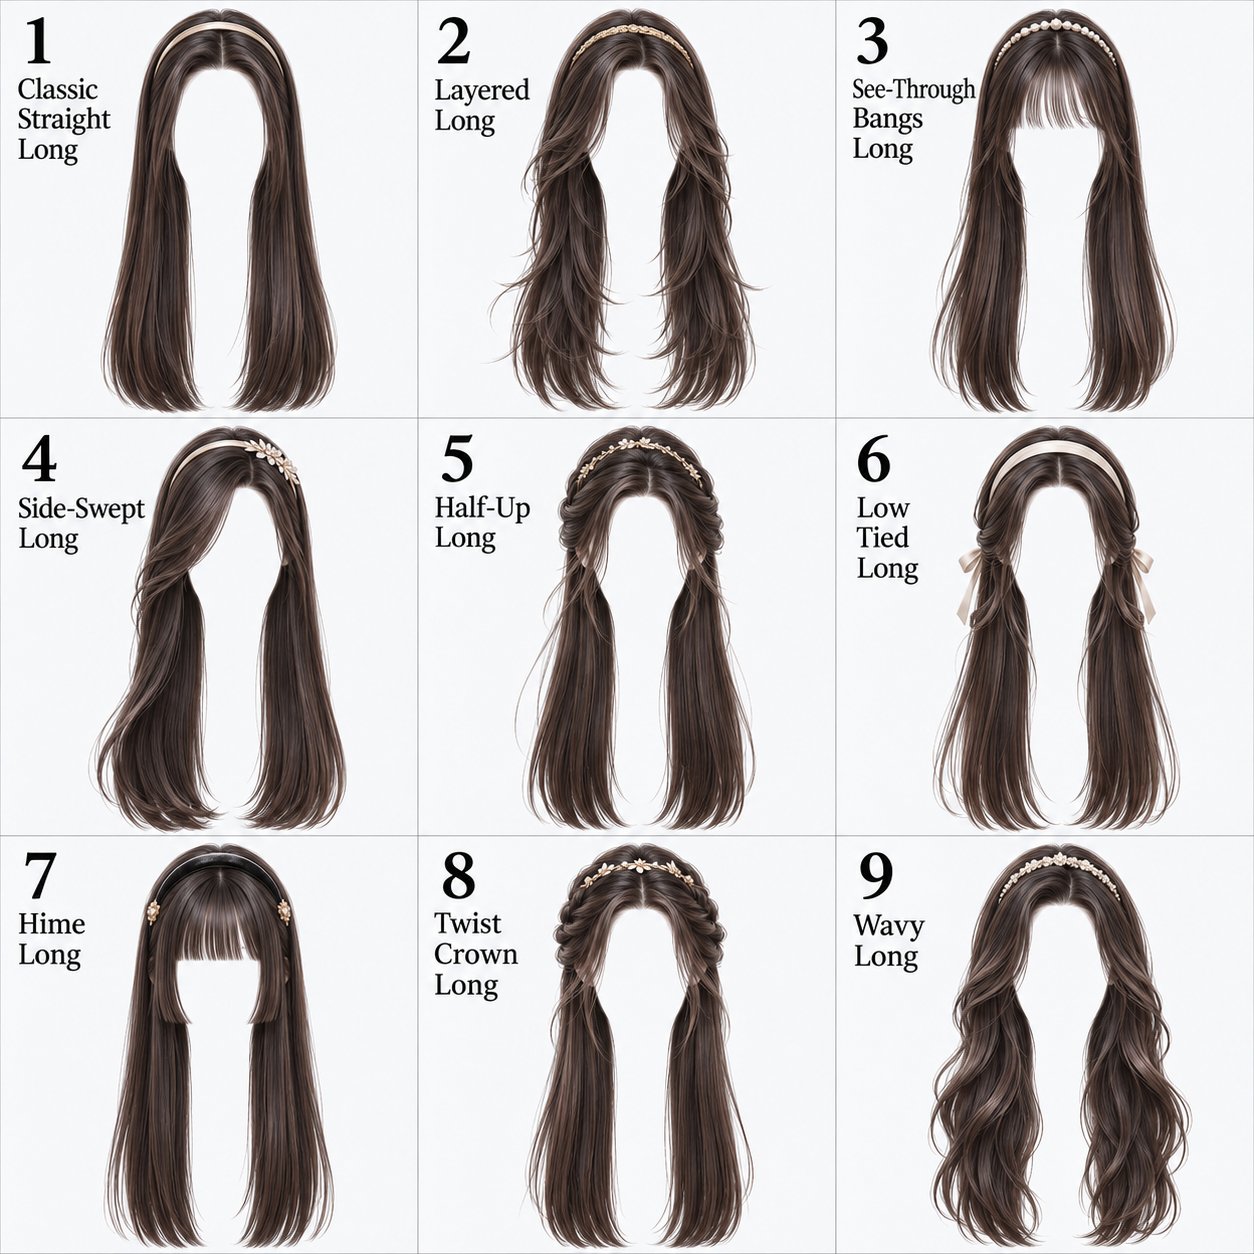 1
Classic
Straight
Long
2
Layered
Long
3
See-Through
Bangs
Long
4
Side-Swept
Long
5
Half-Up
Long
6
Low
Tied
Long
7
Hime
Long
8
Twist
Crown
Long
9
Wavy
Long